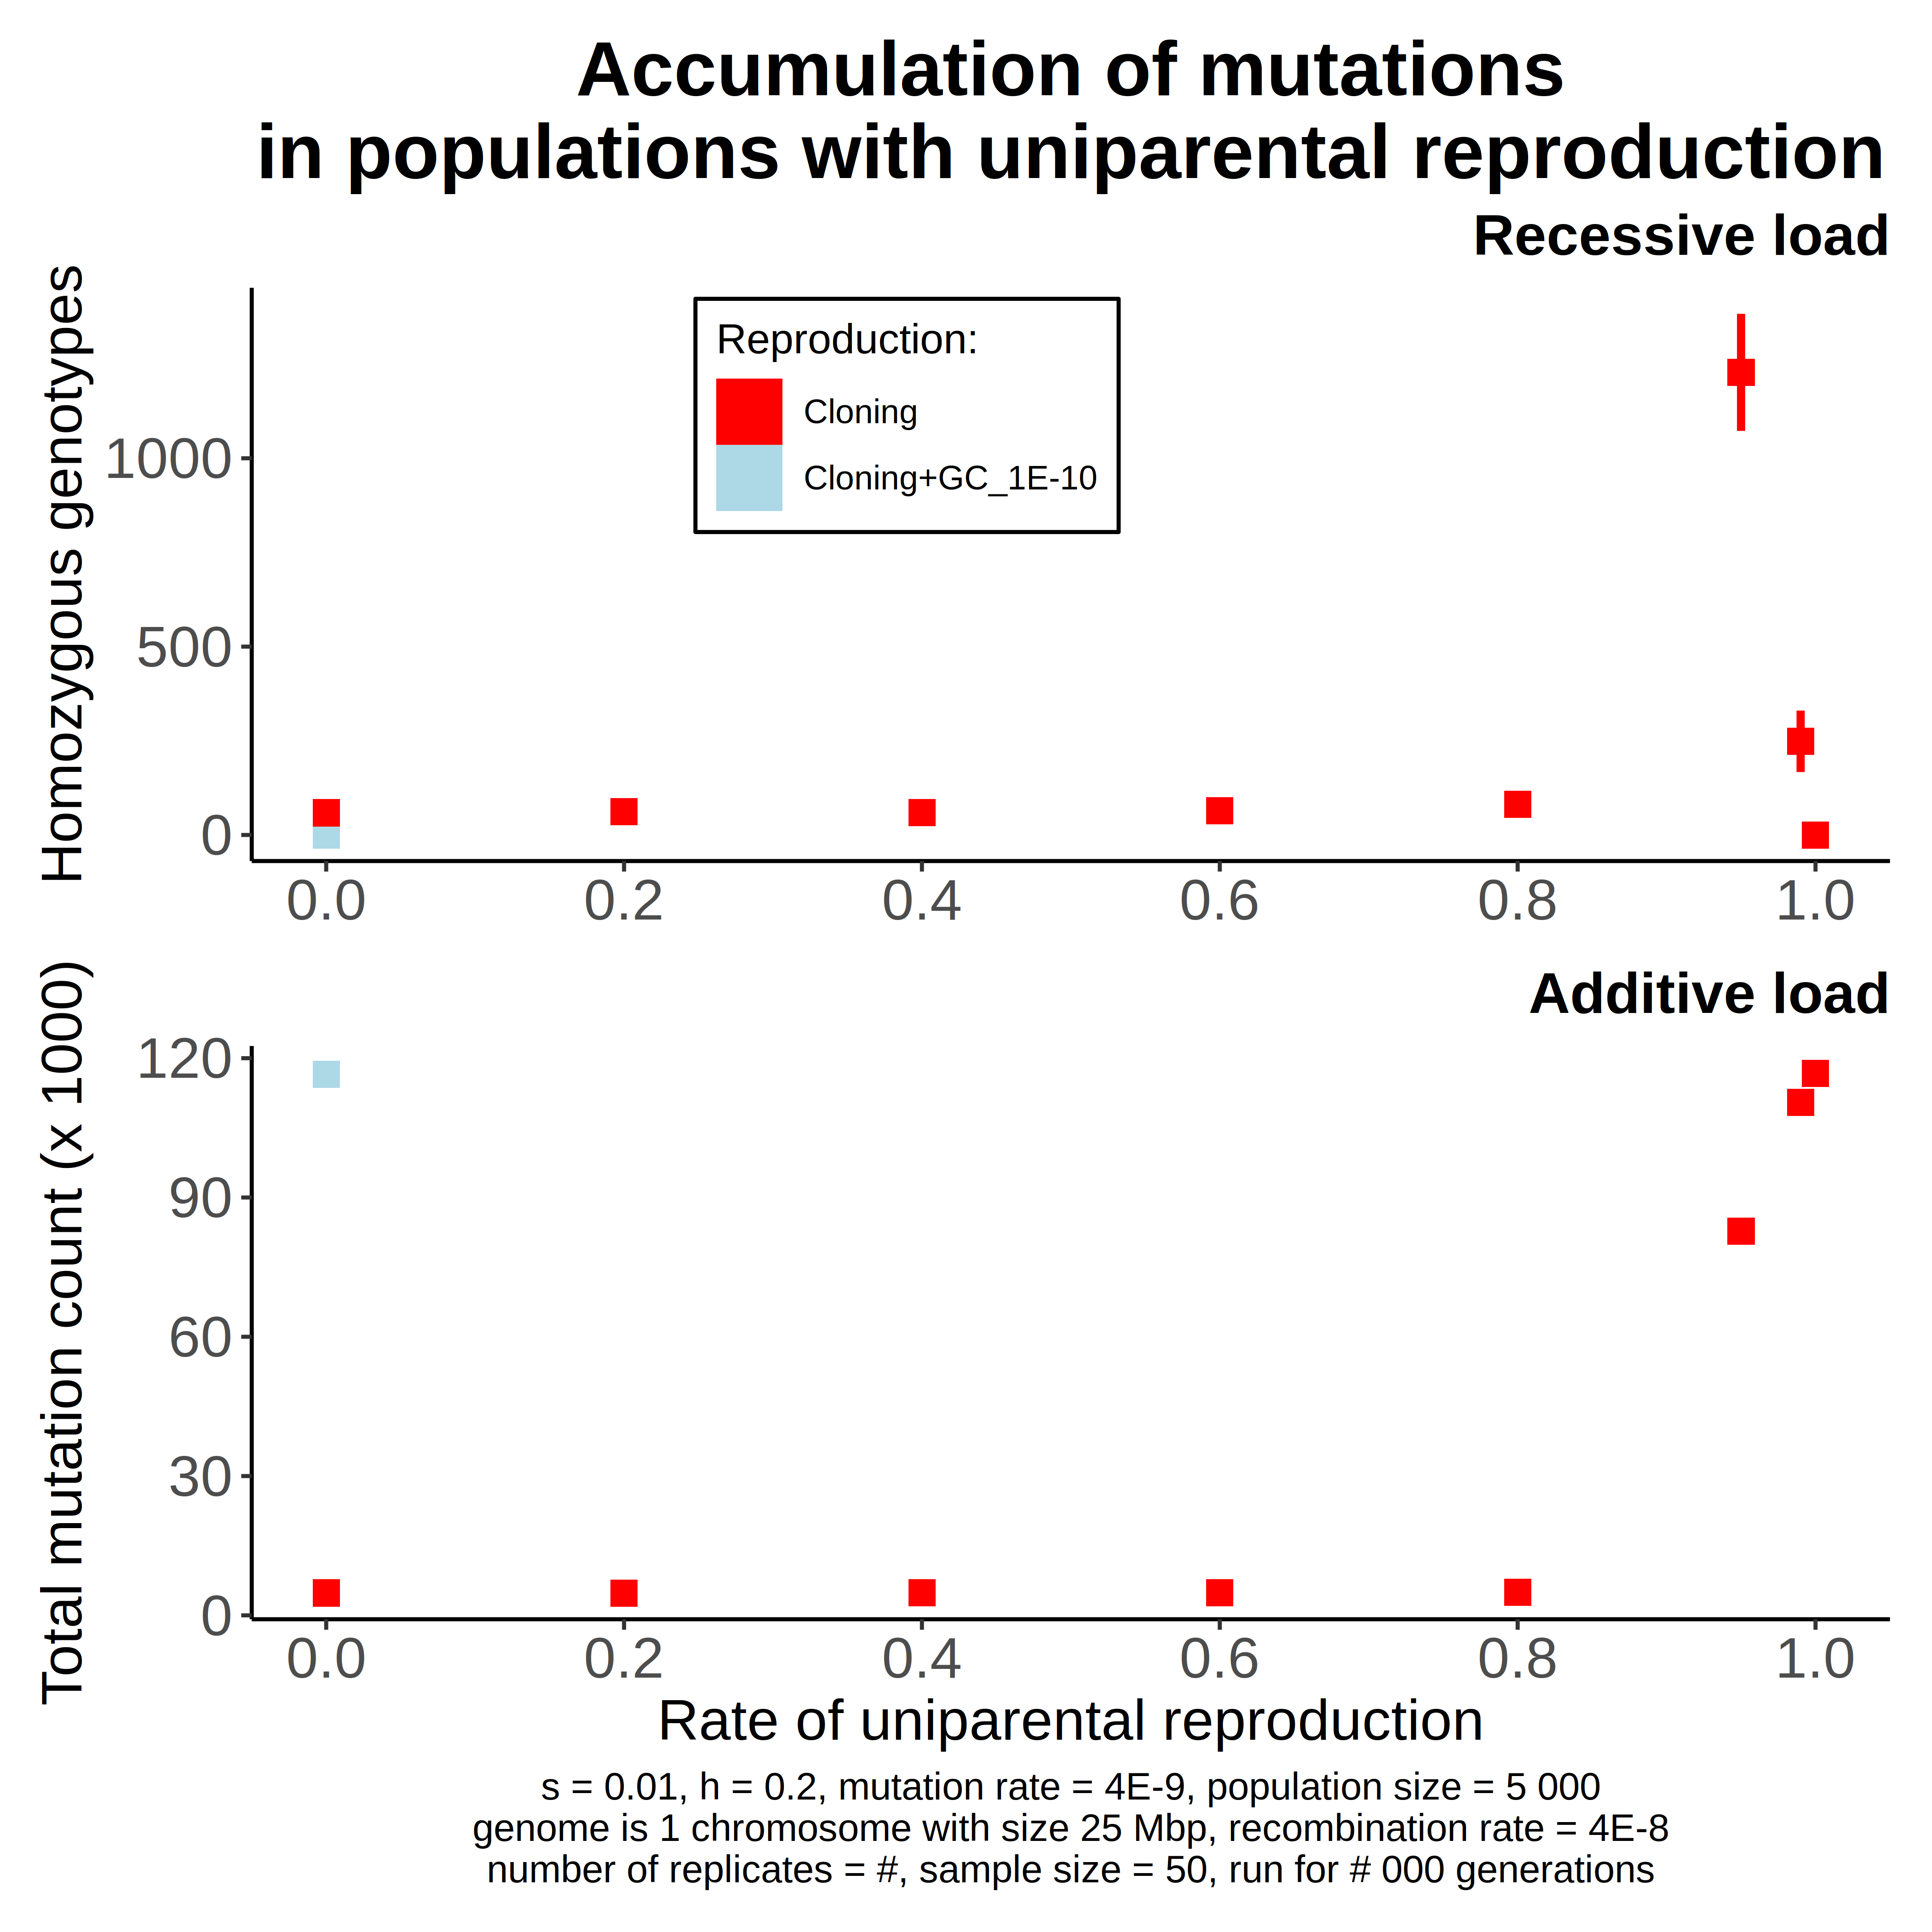 Accumulation of mutations
in populations with uniparental reproduction
Recessive load
Homozygous genotypes
1000
500
0
Reproduction:
Cloning
Cloning+GC_1E-10
0.0 0.2 0.4 0.6 0.8 1.0
Additive load
Total mutation count (x 1000)
120
90
60
30
0
0.0 0.2 0.4 0.6 0.8 1.0
Rate of uniparental reproduction
s = 0.01, h = 0.2, mutation rate = 4E-9, population size = 5 000
genome is 1 chromosome with size 25 Mbp, recombination rate = 4E-8
number of replicates = #, sample size = 50, run for # 000 generations